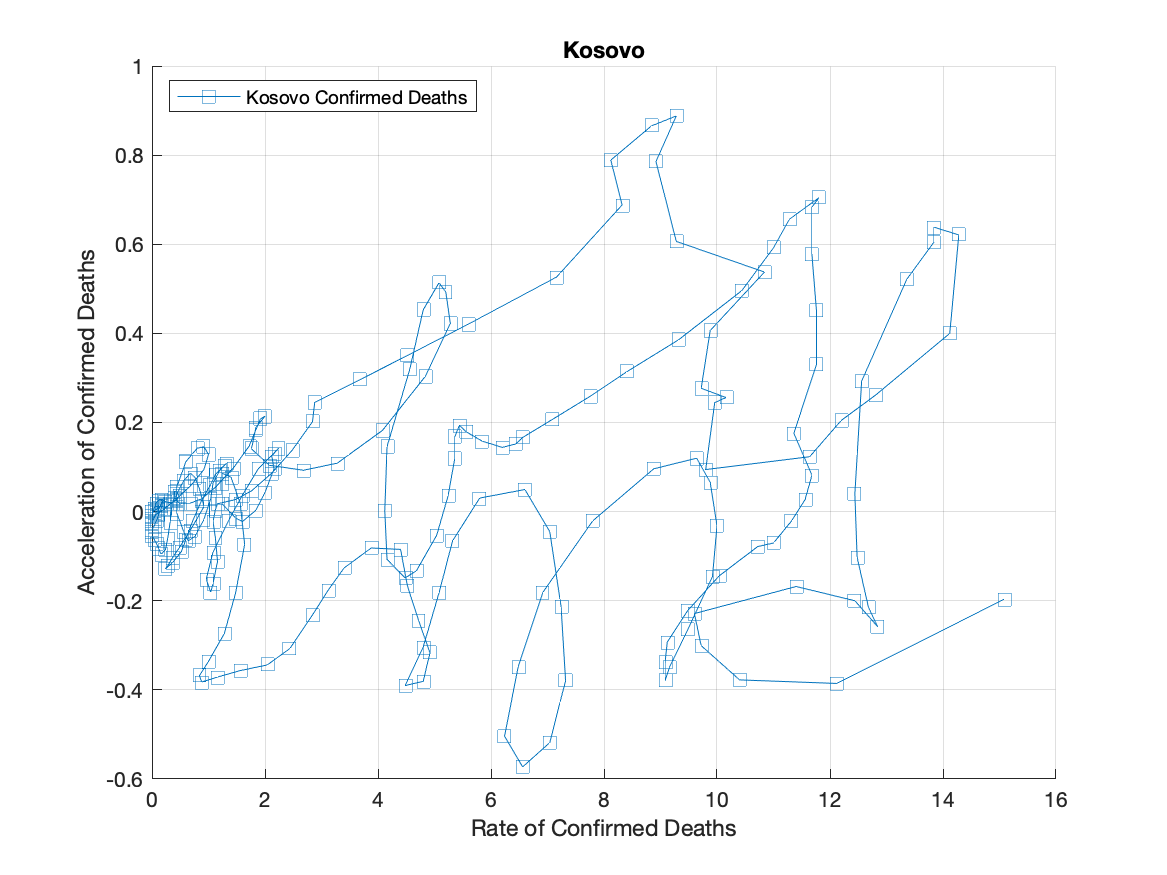 Kosovo
Kosovo Confirmed Deaths
Acceleration of Confirmed Deaths
1
0.8
0.6
0.4
0.2
0
-0.2
-0.4
-0.6
0 2 4 6 8 10 12 14 16
Rate of Confirmed Deaths